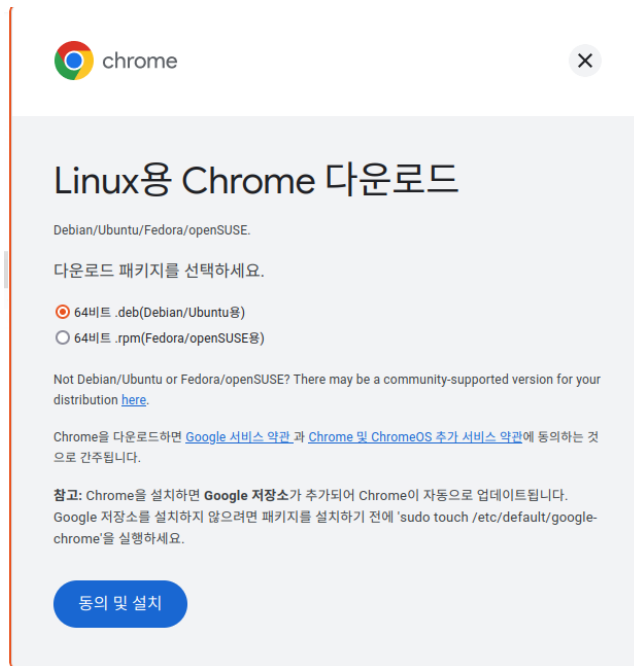 chrome
Linux용 Chrome 다운로드
Debian/Ubuntu/Fedora/openSUSE.
다운로드 패키지를 선택하세요.
64비트 .deb(Debian/Ubuntu용)
64비트 .rpm(Fedora/openSUSE용)
Not Debian/Ubuntu or Fedora/openSUSE? There may be a community-supported version for your
distribution here.
Chrome을 다운로드하면 Google 서비스 약관 과 Chrome 및 ChromeOS 추가 서비스 약관에 동의하는 것
으로 간주됩니다.
참고: Chrome을 설치하면 Google 저장소가 추가되어 Chrome이 자동으로 업데이트됩니다.
Google 저장소를 설치하지 않으려면 패키지를 설치하기 전에 'sudo touch /etc/default/google-
chrome'을 실행하세요.
동의 및 설치